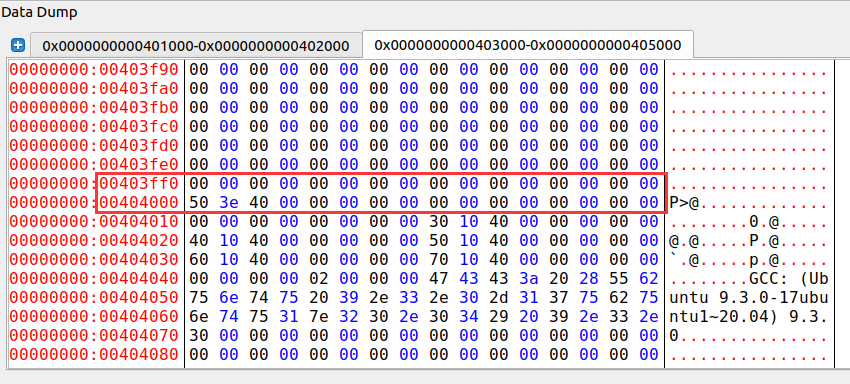 Data Dump
0x0000000000401000-0x0000000000402000 0x0000000000403000-0x0000000000405000
00000000:00403f90 00 00 00 00 00 00 00 00 00 00 00 00 00 00 00 00 ................
00000000:00403fa0 00 00 00 00 00 00 00 00 00 00 00 00 00 00 00 00 ................
00000000:00403fb0 00 00 00 00 00 00 00 00 00 00 00 00 00 00 00 00 ................
00000000:00403fc0 00 00 00 00 00 00 00 00 00 00 00 00 00 00 00 00 ................
00000000:00403fd0 00 00 00 00 00 00 00 00 00 00 00 00 00 00 00 00 ................
00000000:00403fe0 00 00 00 00 00 00 00 00 00 00 00 00 00 00 00 00 ................
00000000:00403ff0 00 00 00 00 00 00 00 00 00 00 00 00 00 00 00 00 ................
00000000:00404000 50 3e 40 00 00 00 00 00 00 00 00 00 00 00 00 00 P>@.............
00000000:00404010 00 00 00 00 00 00 00 00 30 10 40 00 00 00 00 00 ........0.@.....
00000000:00404020 40 10 40 00 00 00 00 00 50 10 40 00 00 00 00 00 @.@.....P.@.....
00000000:00404030 60 10 40 00 00 00 00 00 70 10 40 00 00 00 00 00 `.@.....p.@.....
00000000:00404040 00 00 00 00 02 00 00 00 47 43 43 3a 20 28 55 62 ........GCC: (Ub
00000000:00404050 75 6e 74 75 20 39 2e 33 2e 30 2d 31 37 75 62 75 untu 9.3.0-17ubu
00000000:00404060 6e 74 75 31 7e 32 30 2e 30 34 29 20 39 2e 33 2e ntu1~20.04) 9.3.
00000000:00404070 30 00 00 00 00 00 00 00 00 00 00 00 00 00 00 00 0...............
00000000:00404080 00 00 00 00 00 00 00 00 00 00 00 00 00 00 00 00 ................